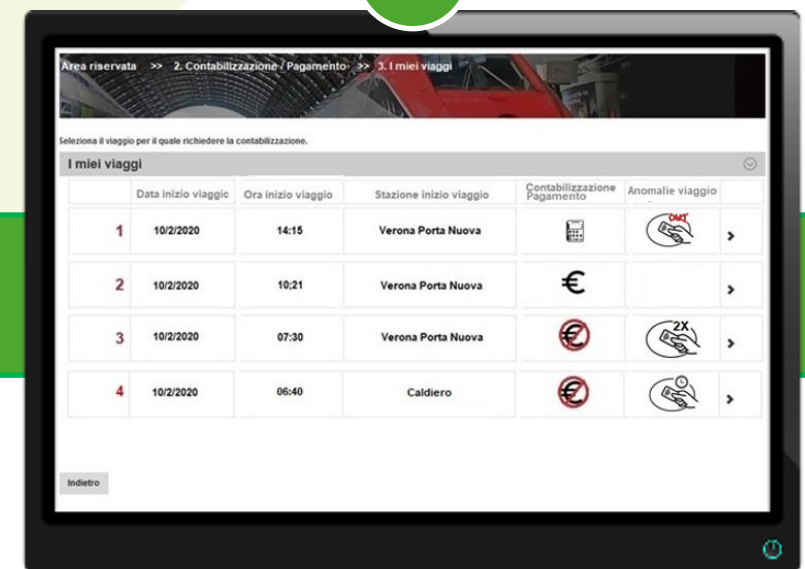 Area riservata >> 2. Contabilizzazione / Pagamento >> 3. I miei viaggi
Seleziona il viaggio per il quale richiedere la contabilizzazione.
I miei viaggi
Data inizio viaggio Ora inizio viaggio Stazione inizio viaggio Contabilizzazione Pagamento Anomalie viaggio
1 10/2/2020 14:15 Verona Porta Nuova OUT >
2 10/2/2020 10;21 Verona Porta Nuova € >
3 10/2/2020 07:30 Verona Porta Nuova € 2X >
4 10/2/2020 06:40 Caldiero € >
Indietro